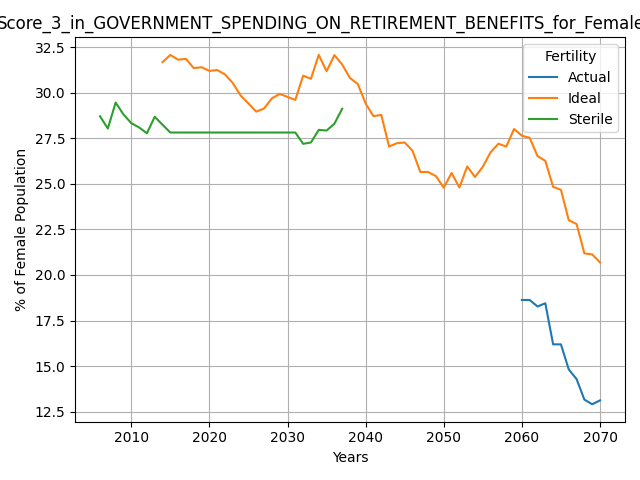 Score_3_in_GOVERNMENT_SPENDING_ON_RETIREMENT_BENEFITS_for_Female
Fertility
Actual
Ideal
Sterile
% of Female Population
32.5
30.0
27.5
25.0
22.5
20.0
17.5
15.0
12.5
2010 2020 2030 2040 2050 2060 2070
Years